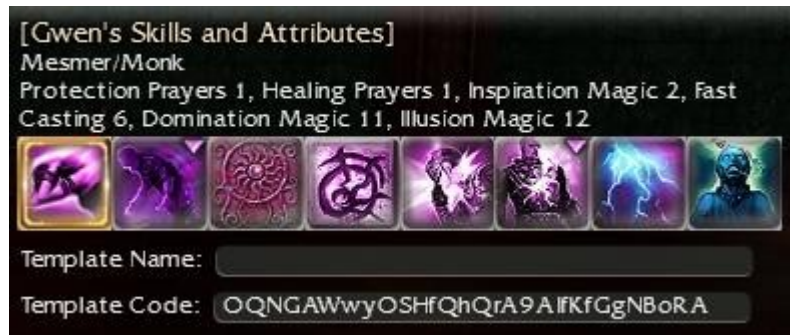 [Gwen's Skills and Attributes]
Mesmer/Monk
Protection Prayers 1, Healing Prayers 1, Inspiration Magic 2, Fast
Casting 6, Domination Magic 11, Illusion Magic 12
Template Name:
Template Code: OQNGAWwyOSHfQhQrA9AIfKfGgNBoRA